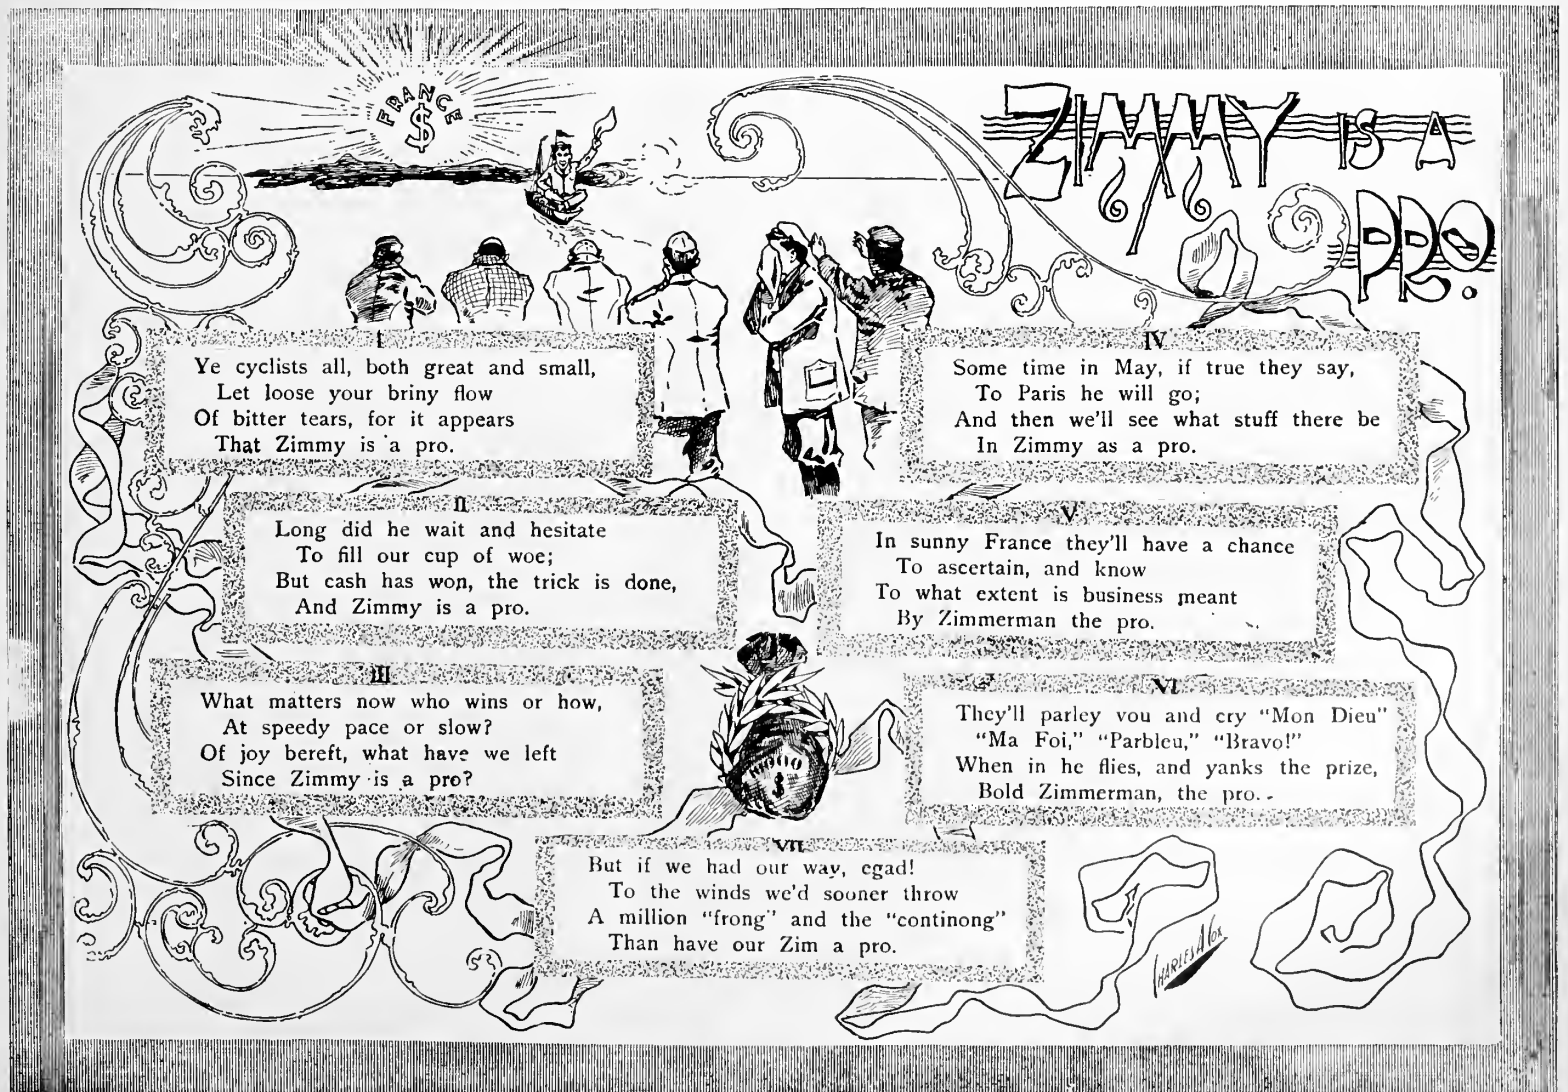 FRANCE
$
ZIMMY IS A
PRO.
I
Ye cyclists all, both great and small,
Let loose your briny flow
Of bitter tears, for it appears
That Zimmy is a pro.
II
Long did he wait and hesitate
To fill our cup of woe;
But cash has won, the trick is done,
And Zimmy is a pro.
III
What matters now who wins or how,
At speedy pace or slow?
Of joy bereft, what have we left
Since Zimmy is a pro?
IV
Some time in May, if true they say,
To Paris he will go;
And then we'll see what stuff there be
In Zimmy as a pro.
V
In sunny France they'll have a chance
To ascertain, and know
To what extent is business meant
By Zimmerman the pro.
VI
They'll parley vou and cry "Mon Dieu"
"Ma Foi," "Parbleu," "Bravo!"
When in he flies, and yanks the prize,
Bold Zimmerman, the pro.
VII
But if we had our way, egad!
To the winds we'd sooner throw
A million "frong" and the "continong"
Than have our Zim a pro.
$
CHARLES A COX